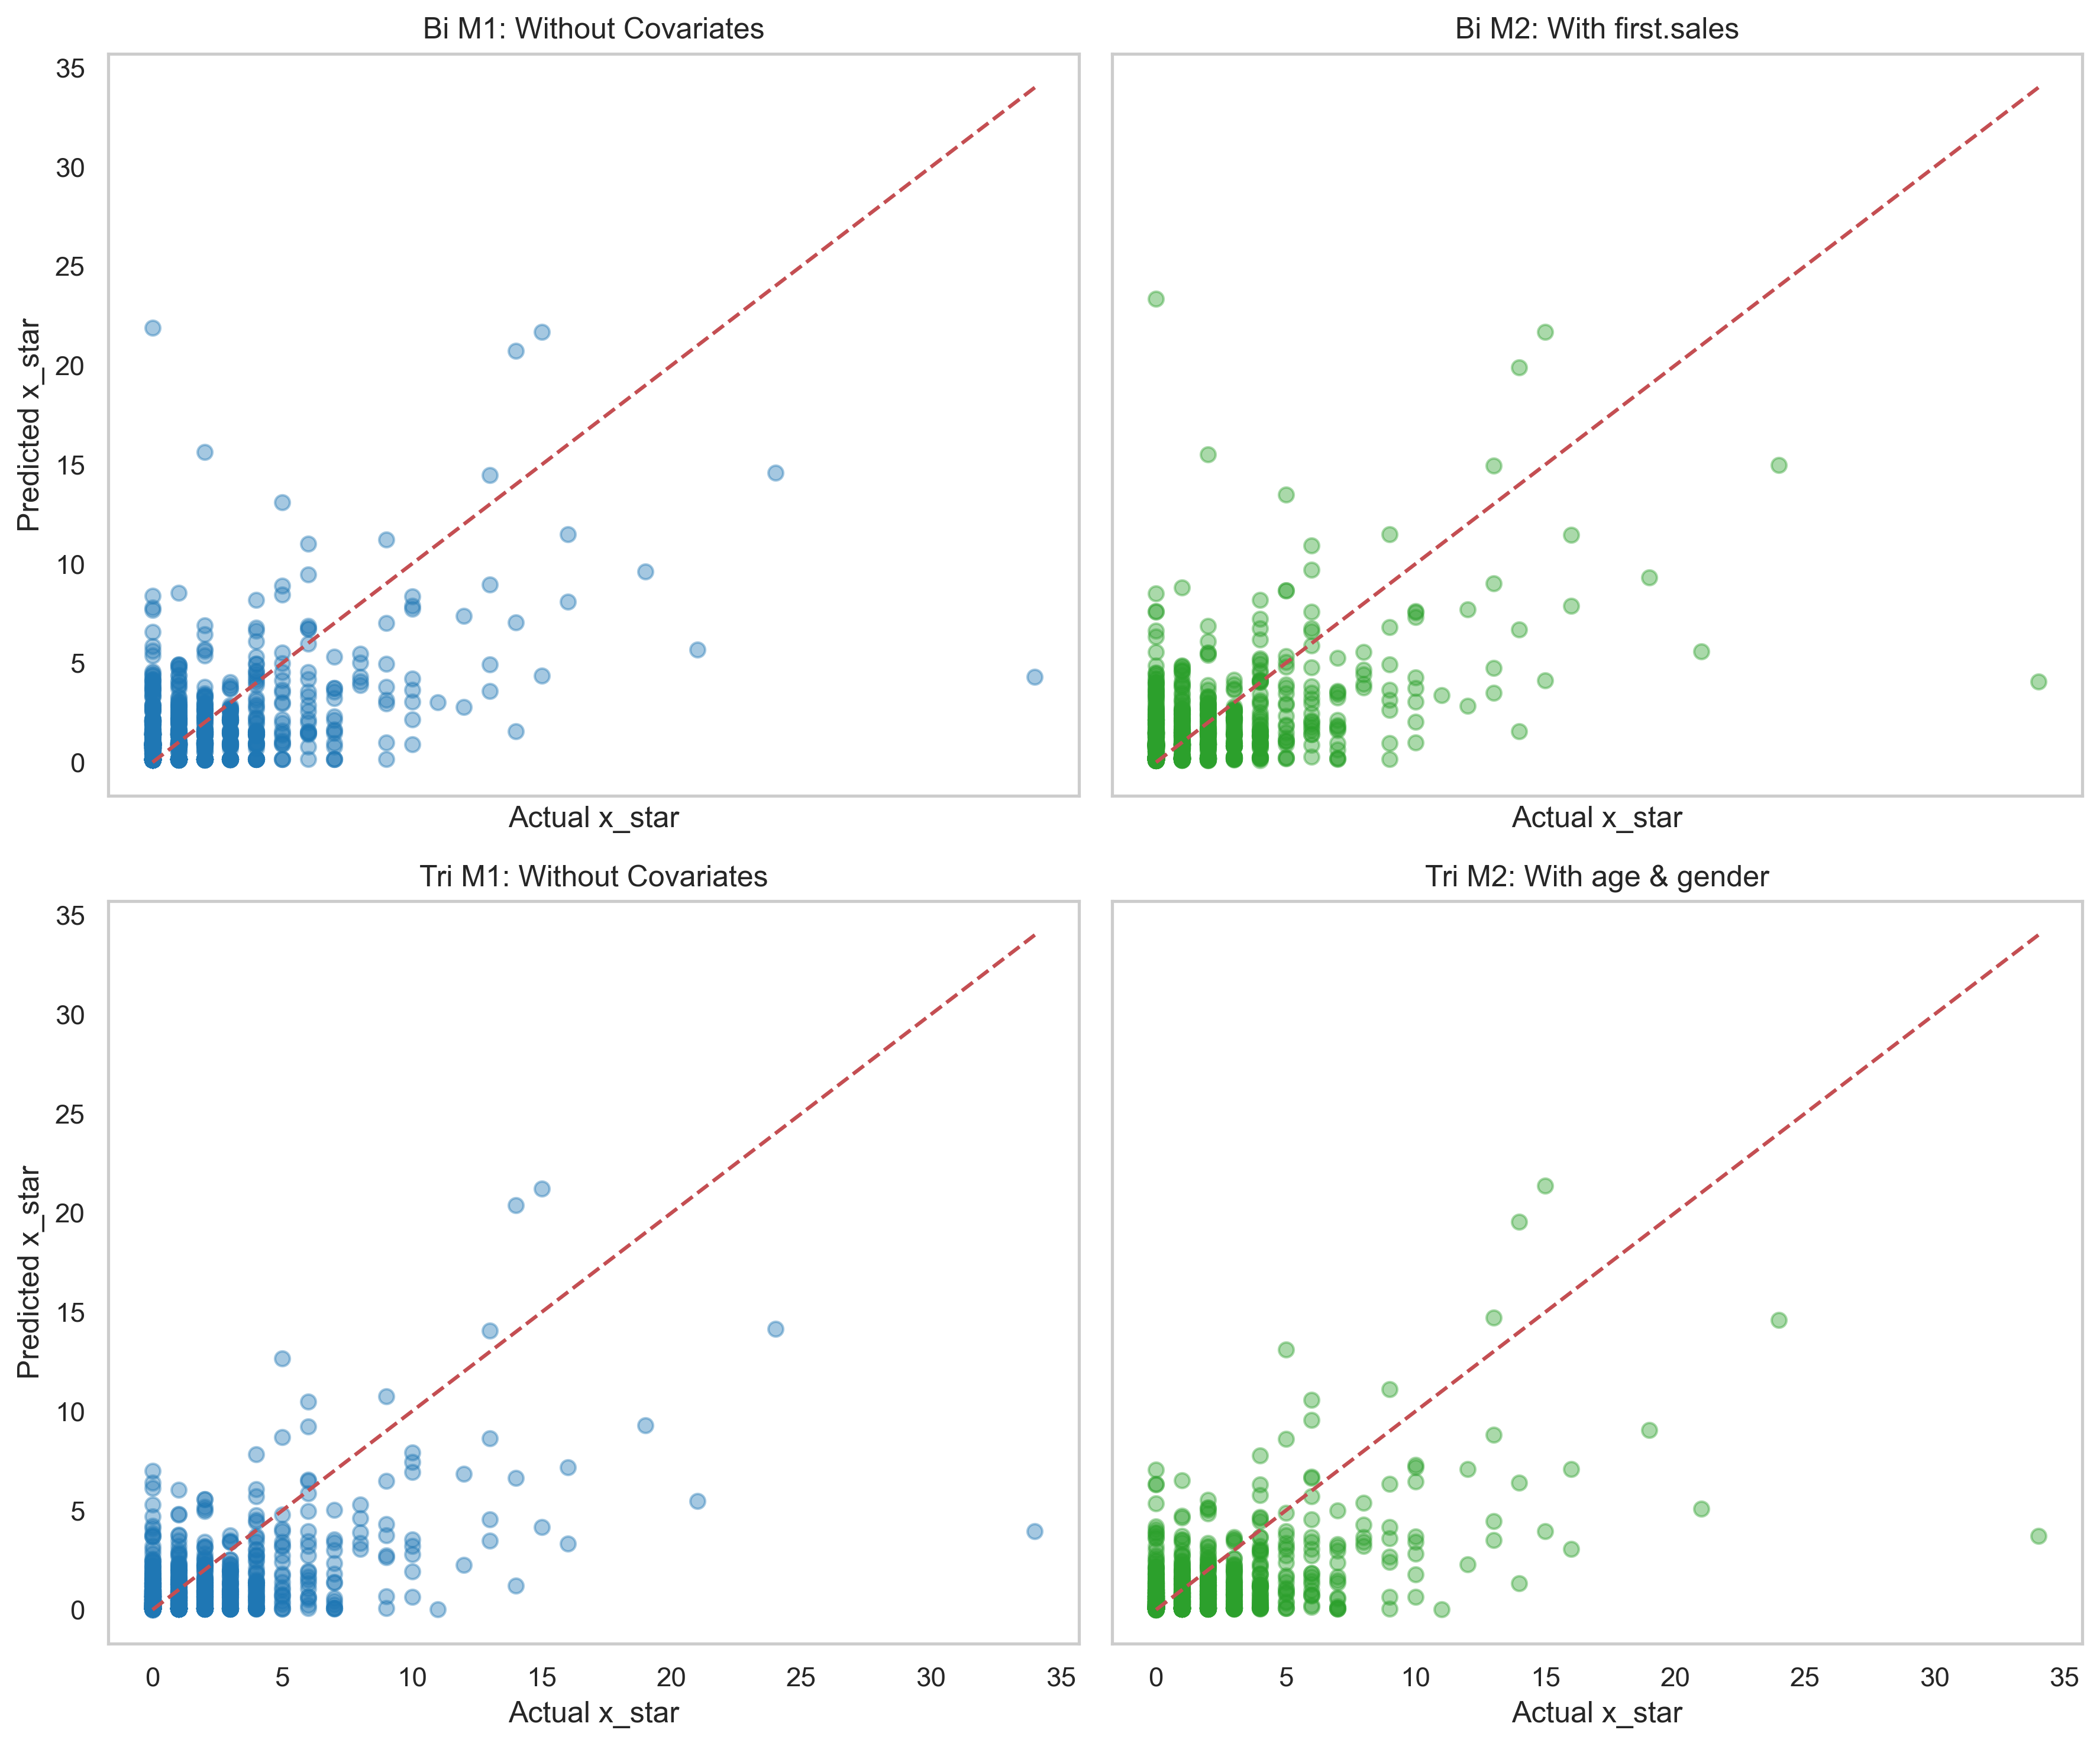 Bi M1: Without Covariates
Bi M2: With first.sales
35
30
25
20
15
10
5
0
Predicted x_star
Actual x_star
Actual x_star
Tri M1: Without Covariates
Tri M2: With age & gender
35
30
25
20
15
10
5
0
Predicted x_star
0 5 10 15 20 25 30 35
0 5 10 15 20 25 30 35
Actual x_star
Actual x_star